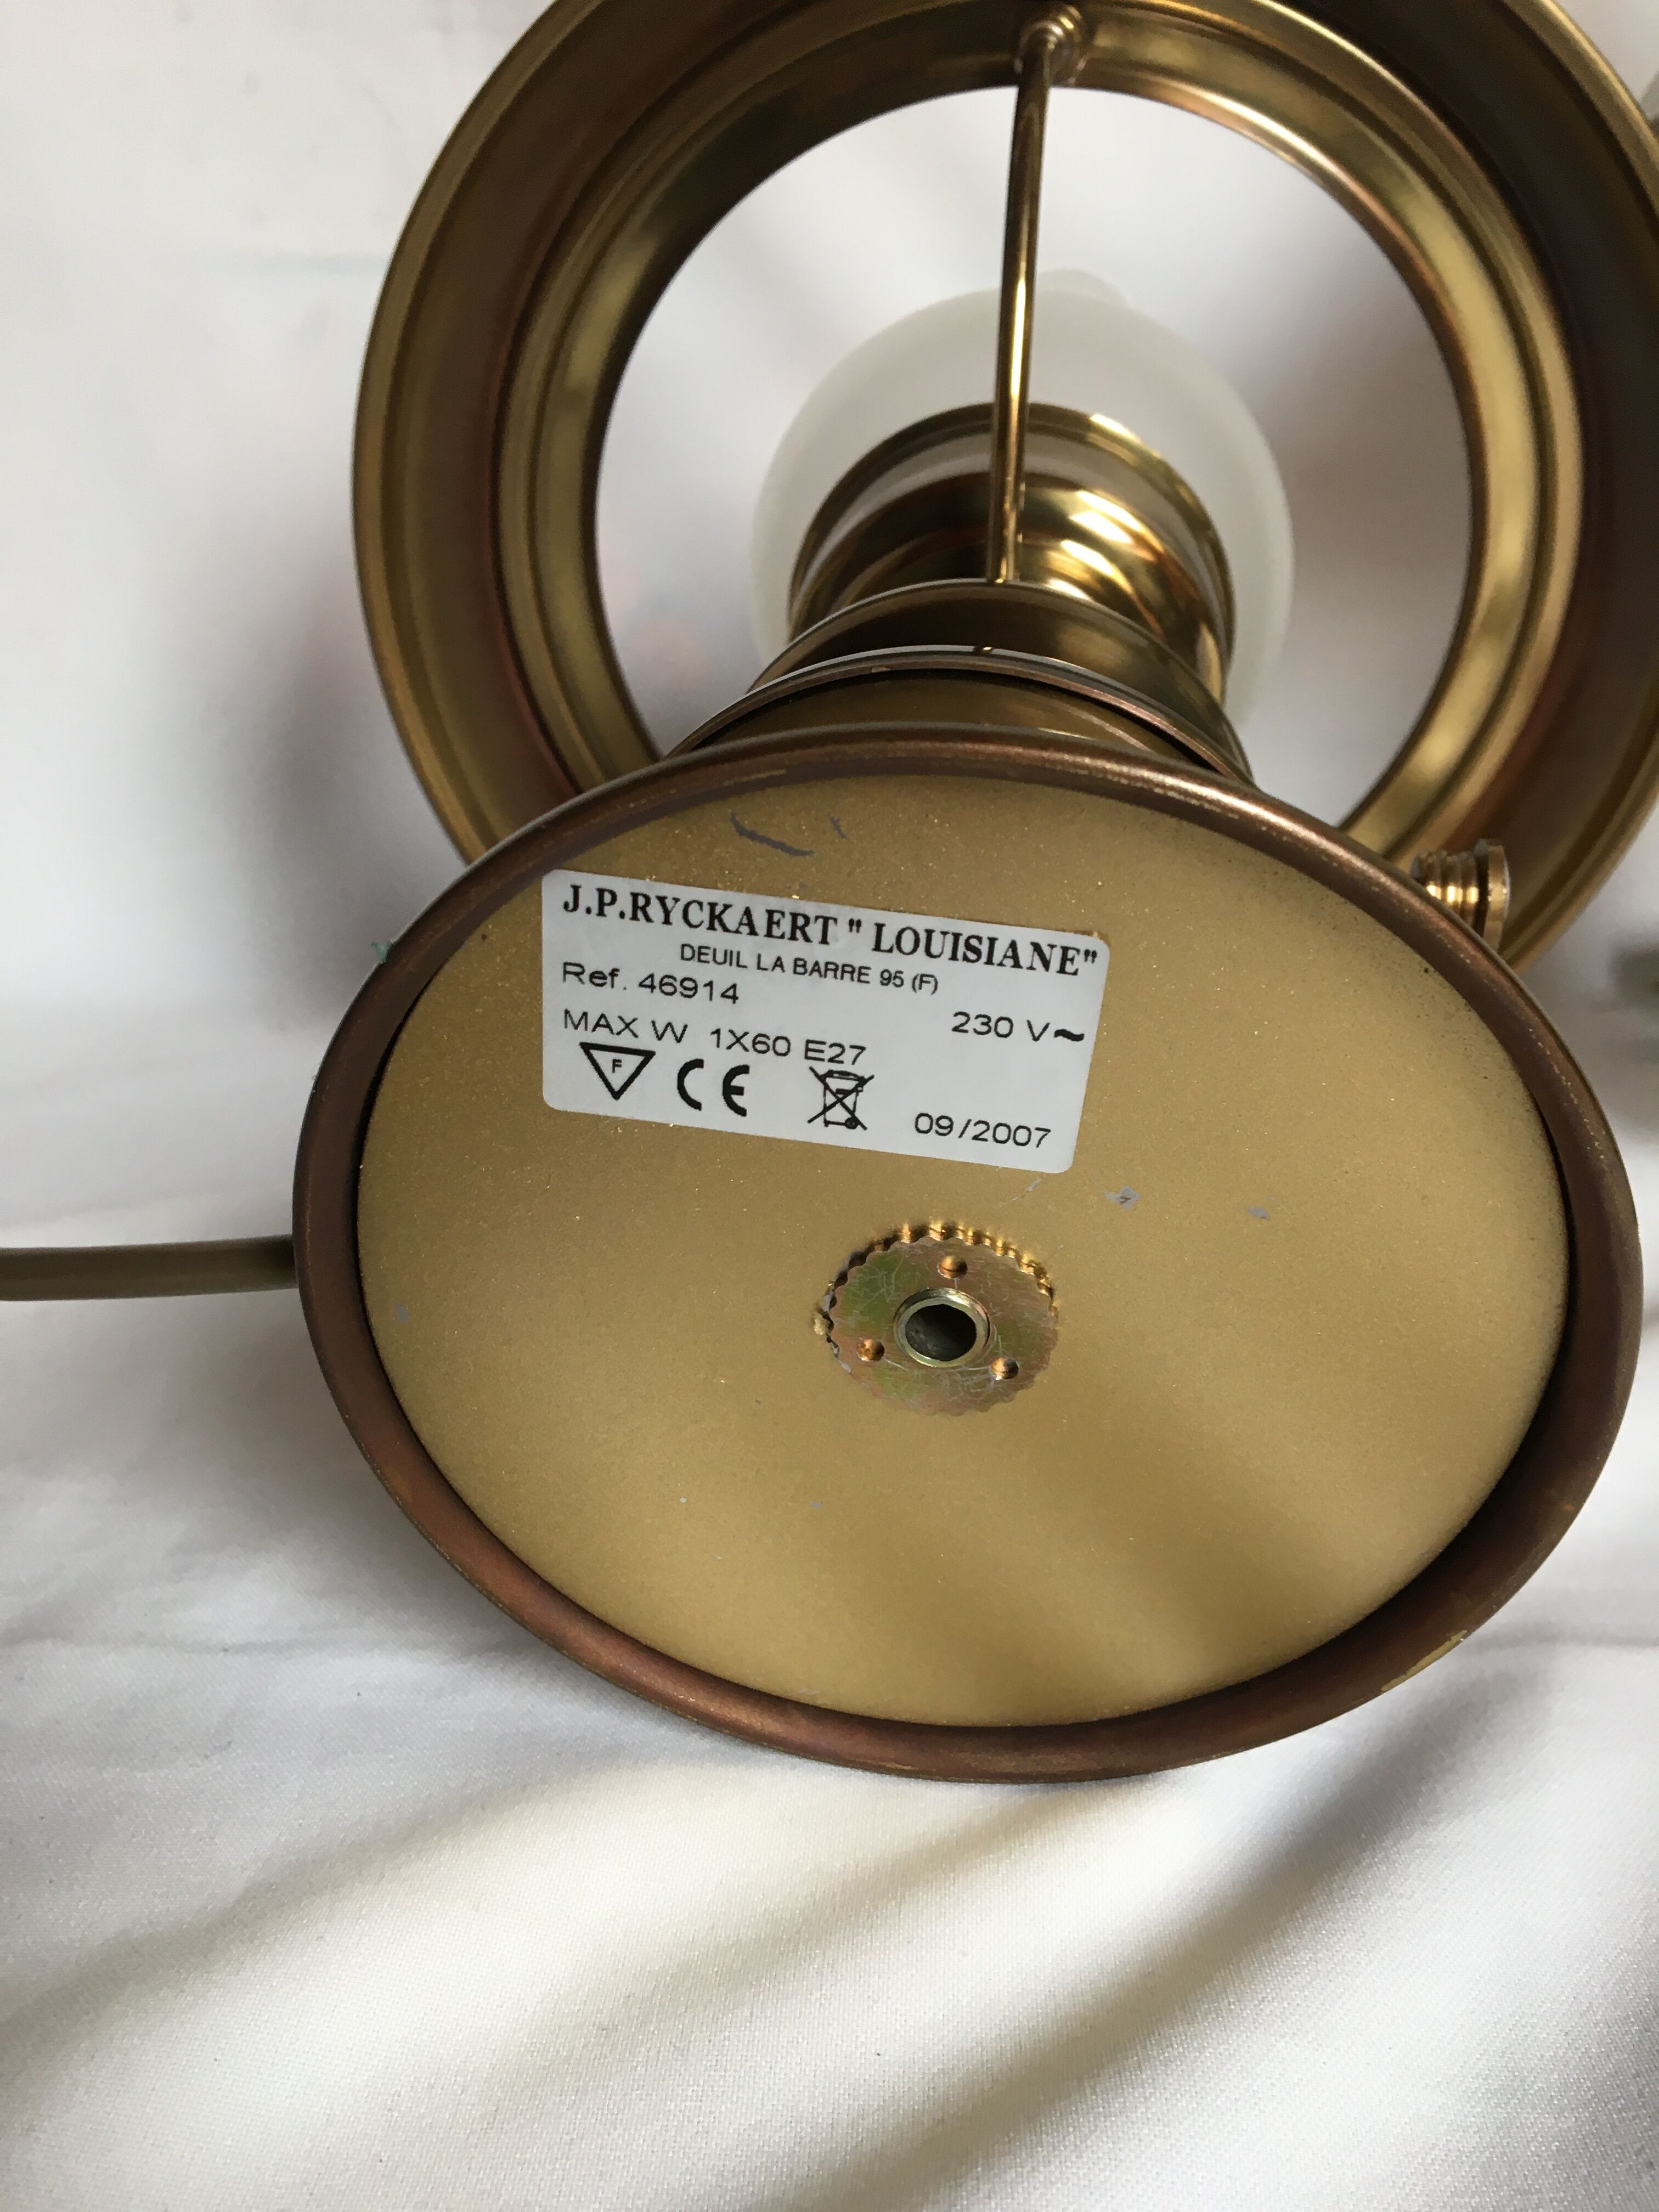 J.P.RYCKAERT " LOUISIANE"
DEUIL LA BARRE 95 (F)
Ref. 46914
230 V~
MAX W 1X60 E27
F CE
09/2007